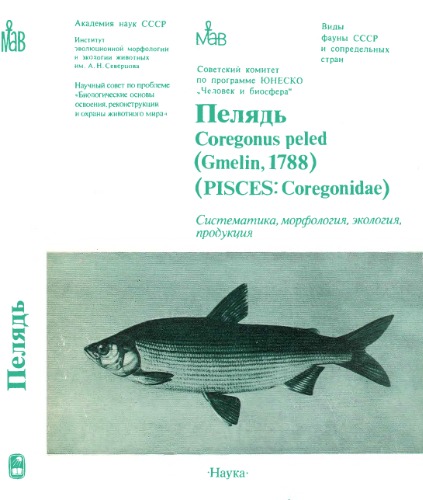 МаВ
Академия наук СССР
Институт
эволюционной морфологии
и экологии животных
им. А. Н. Северцова
Научный совет по проблеме
«Биологические основы
освоения, реконструкции
и охраны животного мира»
МаВ
Виды
фауны СССР
и сопредельных
стран
Советский комитет
по программе ЮНЕСКО
„Человек и биосфера"
Пелядь
Coregonus peled
(Gmelin, 1788)
(PISCES: Coregonidae)
Систематика, морфология, экология,
продукция
Пелядь
·Наука·